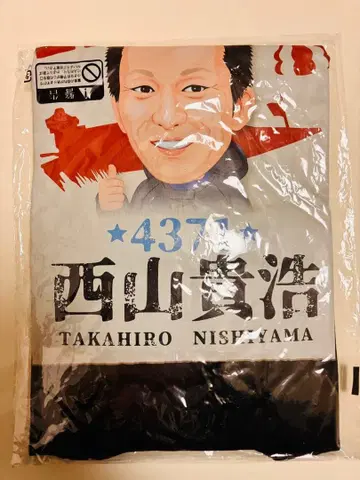 ★4371★
西山貴浩
TAKAHIRO NISHIYAMA